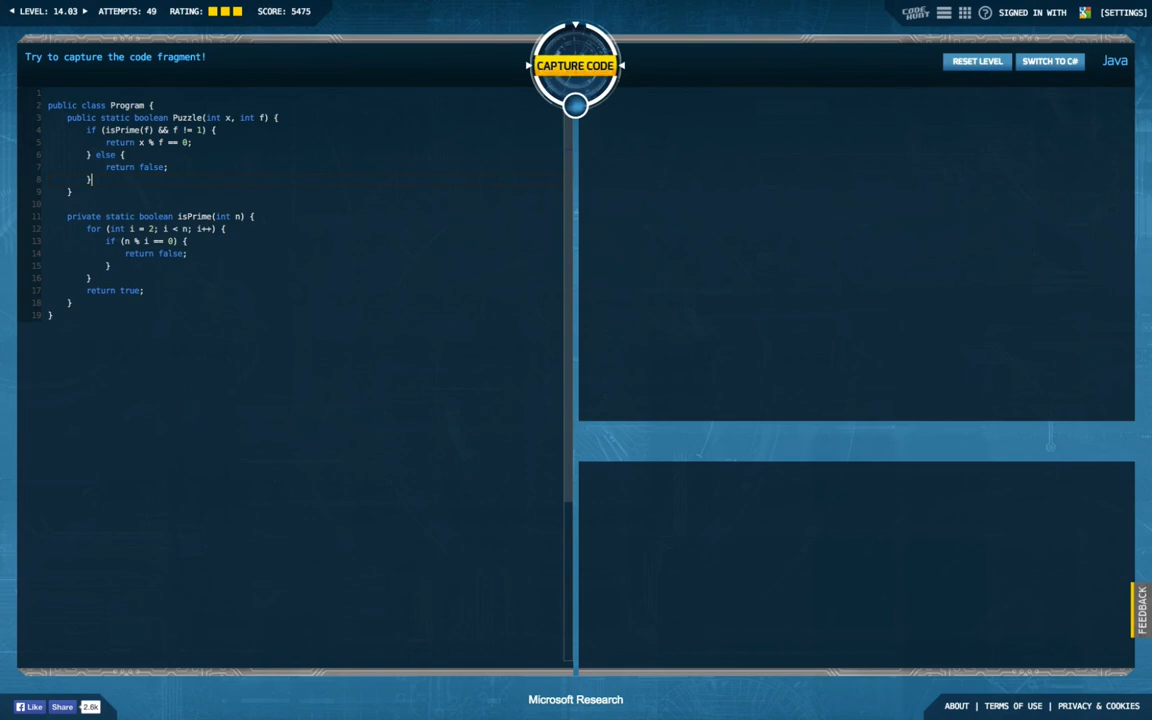 LEVEL: 14.03 ATTEMPTS: 49 RATING: SCORE: 5475
CODE HUNT ? SIGNED IN WITH [SETTINGS]
Try to capture the code fragment!
CAPTURE CODE
RESET LEVEL SWITCH TO C# Java
1
2 public class Program {
3 public static boolean Puzzle(int x, int f) {
4 if (isPrime(f) && f != 1) {
5 return x % f == 0;
6 } else {
7 return false;
8 }
9 }
10
11 private static boolean isPrime(int n) {
12 for (int i = 2; i < n; i++) {
13 if (n % i == 0) {
14 return false;
15 }
16 }
17 return true;
18 }
19 }
FEEDBACK
Like Share 2.6k
Microsoft Research
ABOUT | TERMS OF USE | PRIVACY & COOKIES